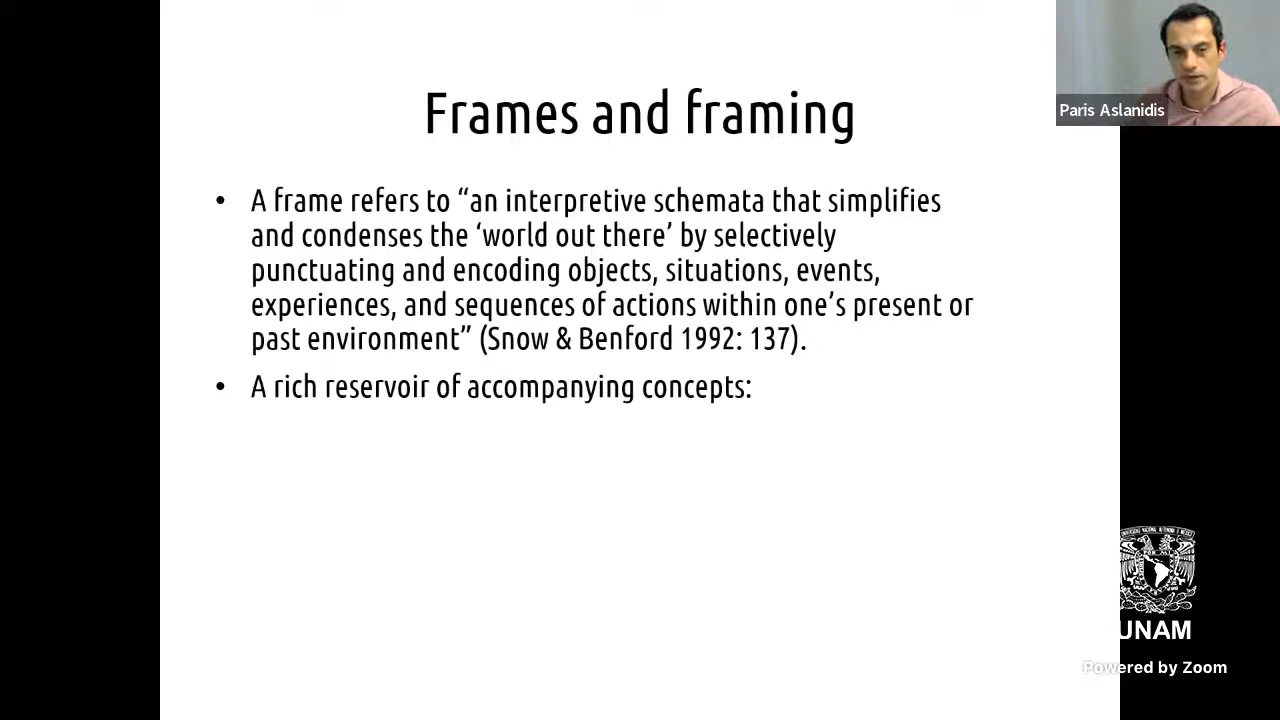 Frames and framing
• A frame refers to “an interpretive schemata that simplifies
and condenses the ‘world out there’ by selectively
punctuating and encoding objects, situations, events,
experiences, and sequences of actions within one’s present or
past environment” (Snow & Benford 1992: 137).
• A rich reservoir of accompanying concepts:
Paris Aslanidis
UNAM
Powered by Zoom